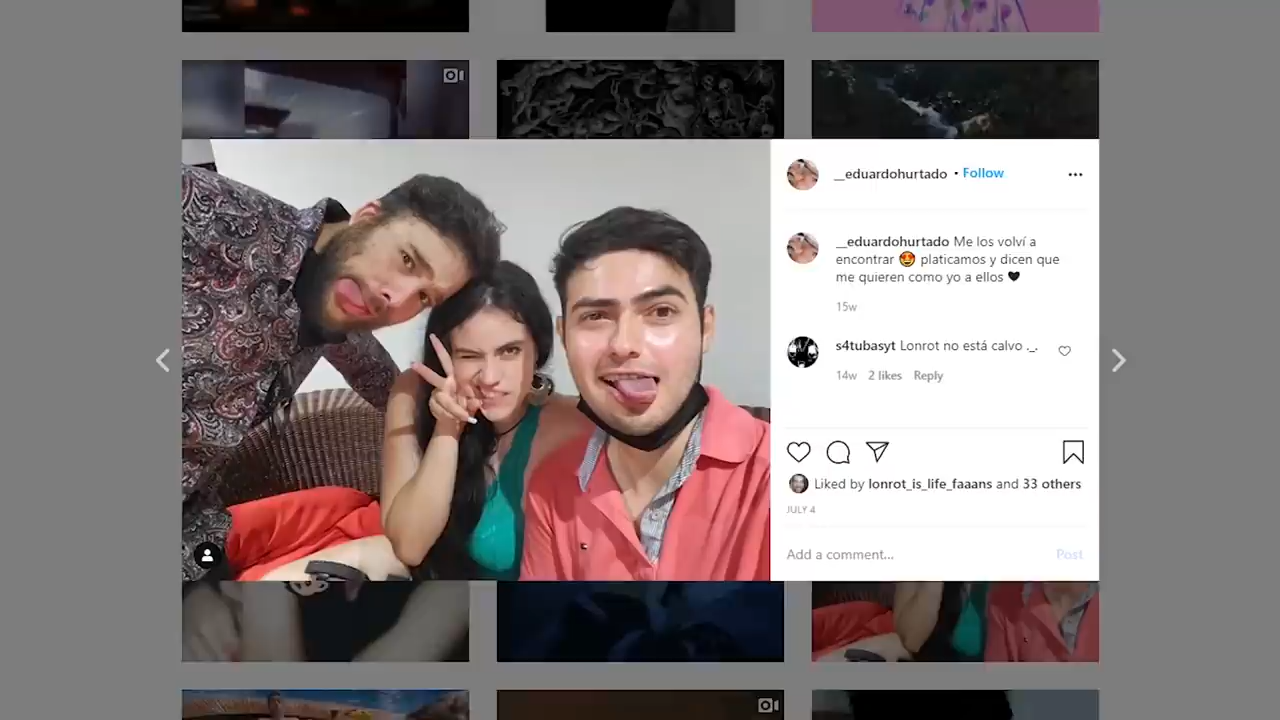 __eduardohurtado • Follow
__eduardohurtado Me los volví a
encontrar 🤩 platicamos y dicen que
me quieren como yo a ellos 🖤
15w
s4tubasyt Lonrot no está calvo ._.
14w 2 likes Reply
Liked by lonrot_is_life_faaans and 33 others
JULY 4
Add a comment... Post